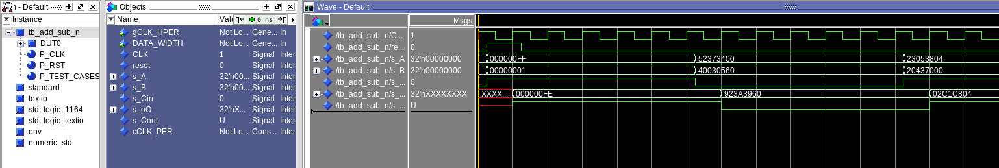 ı - Default
Instance
tb_add_sub_n
DUT0
P_CLK
P_RST
P_TEST_CASES
standard
textio
std_logic_1164
std_logic_textio
env
numeric_std
Objects
Name Valu 0 ns
gCLK_HPER Not Lo... Gene... In
DATA_WIDTH Not Lo... Gene... In
CLK 1 Signal Inter
reset 0 Signal Inter
s_A 32'h00... Signal Inter
s_B 32'h00... Signal Inter
s_Cin 0 Signal Inter
s_oO 32'hX... Signal Inter
s_Cout U Signal Inter
cCLK_PER Not Lo... Cons... Inter
Wave - Default
Msgs
/tb_add_sub_n/C... 1
/tb_add_sub_n/re... 0
/tb_add_sub_n/s_A 32'h00000000 000000FF 52373400 23053804
/tb_add_sub_n/s_B 32'h00000000 00000001 40030560 20437000
/tb_add_sub_n/s_... 0
/tb_add_sub_n/s_... 32'hXXXXXXXX XXXX... 000000FE 923A3960 02C1C804
/tb_add_sub_n/s_... U